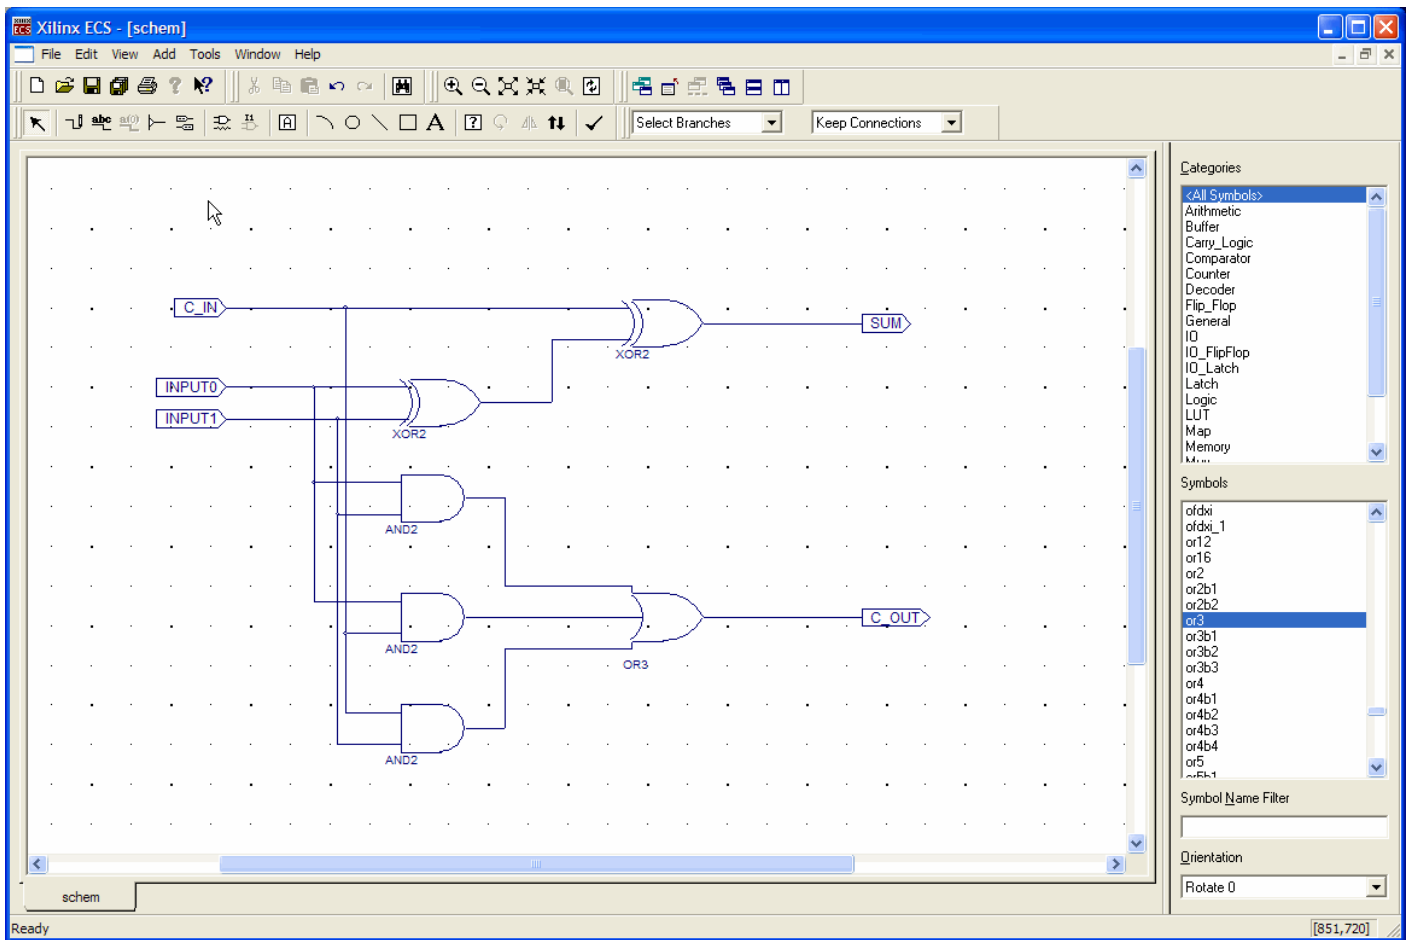 Xilinx ECS - [schem]
File Edit View Add Tools Window Help
Select Branches Keep Connections
C_IN
SUM
XOR2
INPUT0
INPUT1
XOR2
AND2
C_OUT
AND2
OR3
AND2
schem
Categories
<All Symbols>
Arithmetic
Buffer
Carry_Logic
Comparator
Counter
Decoder
Flip_Flop
General
IO
IO_FlipFlop
IO_Latch
Latch
Logic
LUT
Map
Memory
Symbols
ofdxi
ofdxi_1
or12
or16
or2
or2b1
or2b2
or3
or3b1
or3b2
or3b3
or4
or4b1
or4b2
or4b3
or4b4
or5
or5b1
Symbol Name Filter
Orientation
Rotate 0
Ready [851,720]